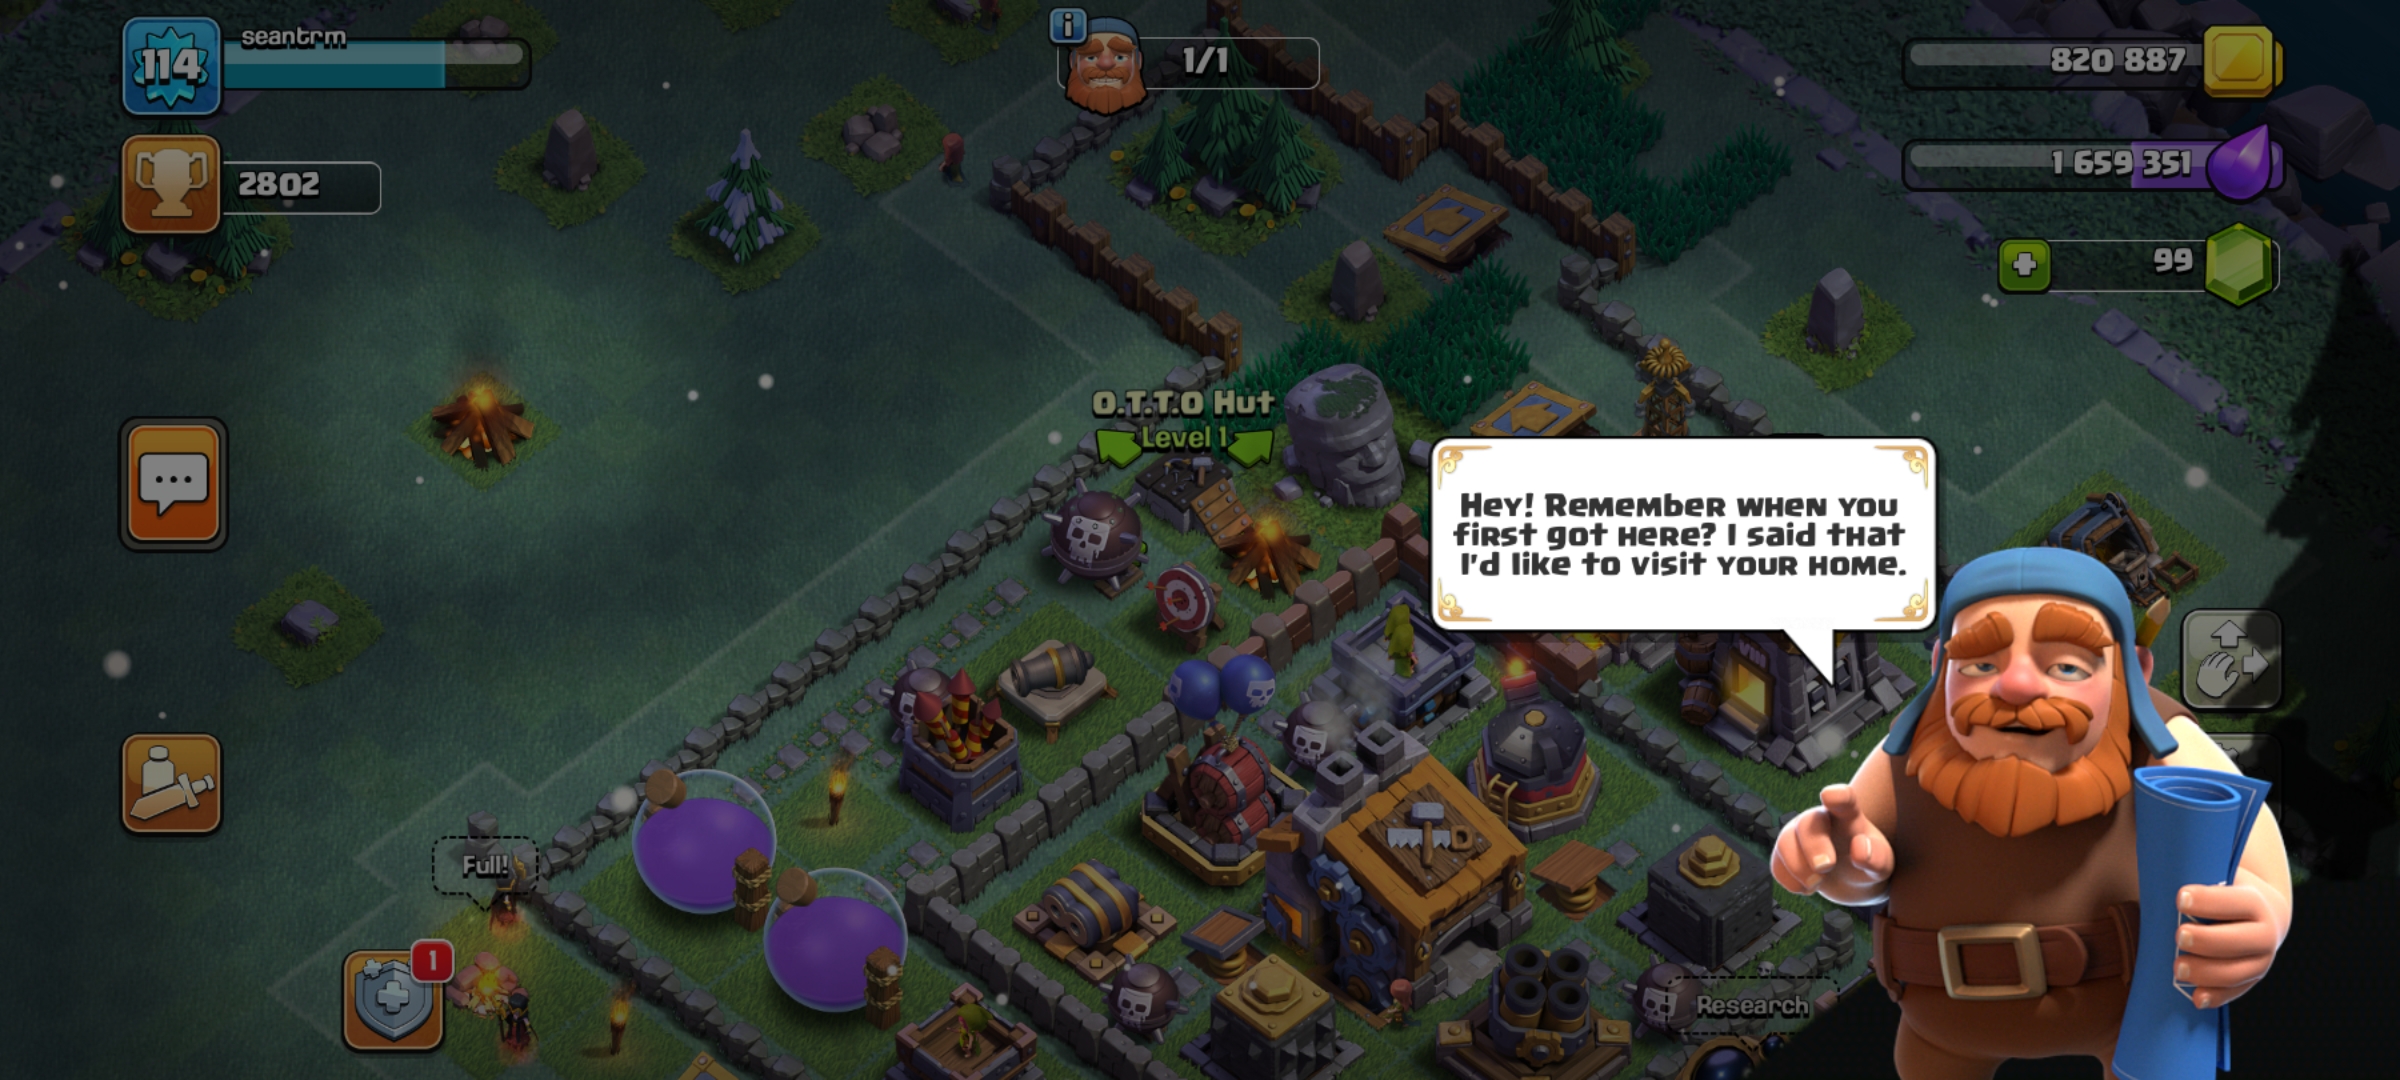 seantrm
114
2802
i
1/1
820 887
1 659 351
99
O.T.T.O Hut
Level 1
Hey! Remember when you
first got here? I said that
I'd like to visit your home.
VIII
Full!
1
Research